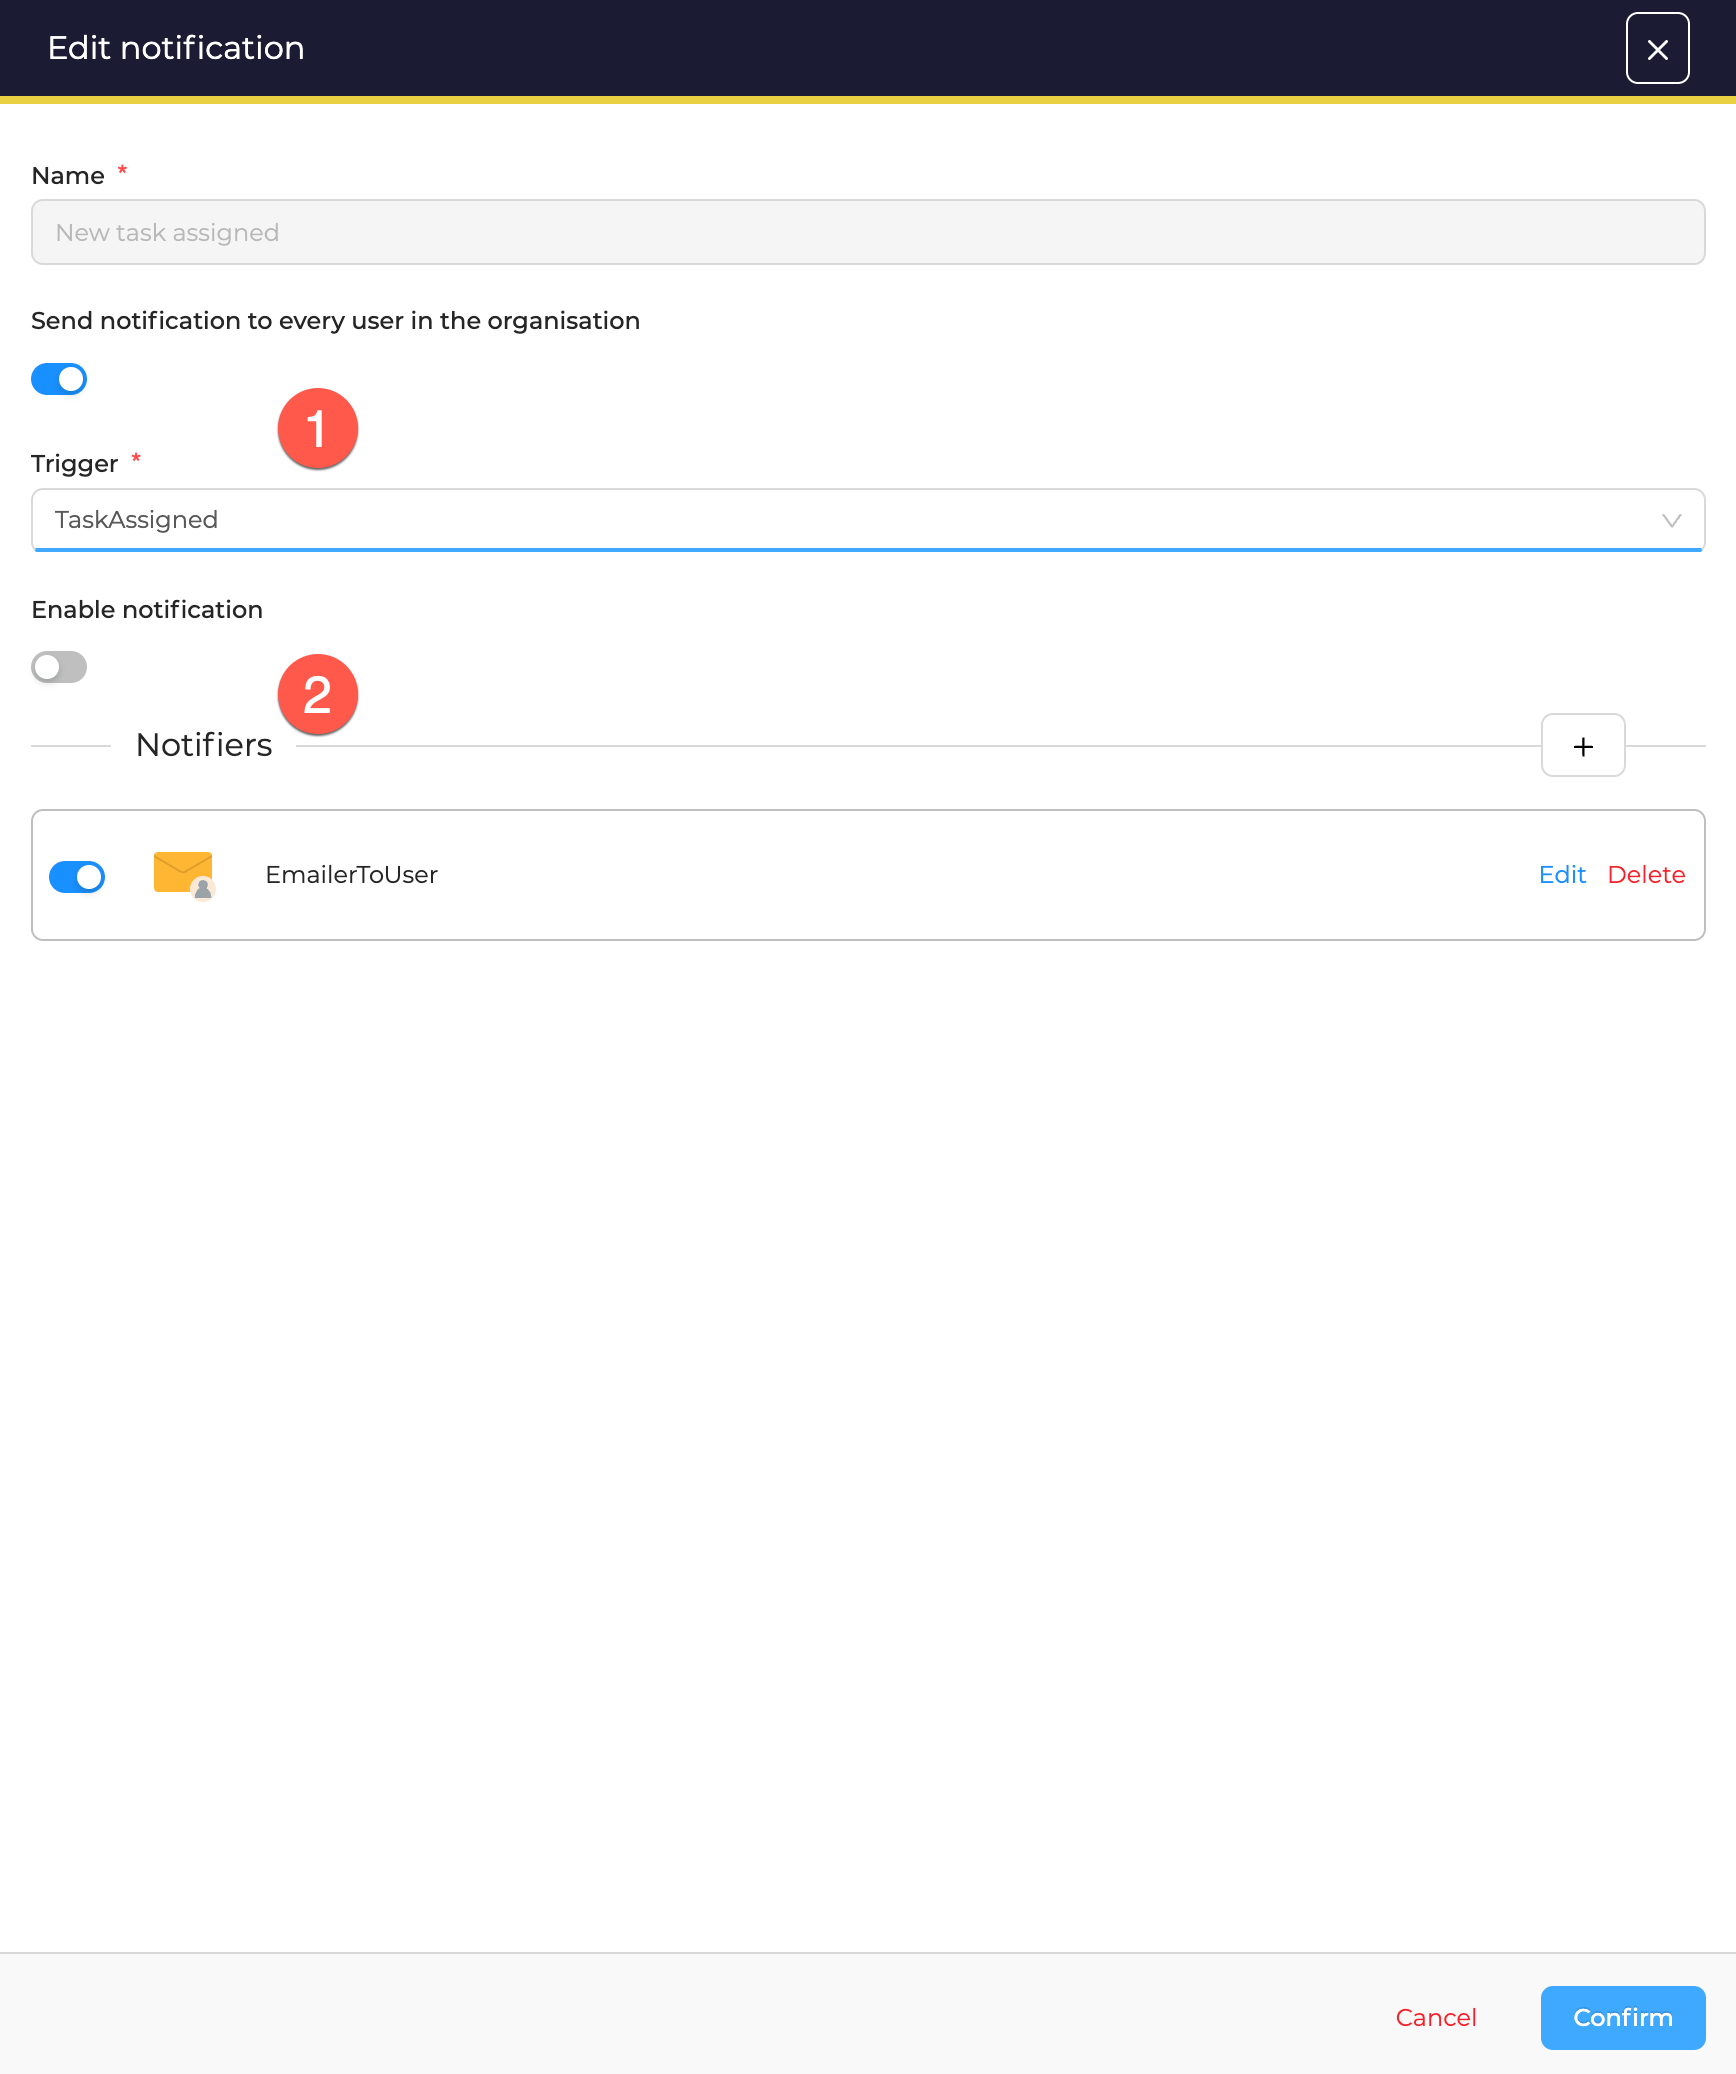 Edit notification
Name *
New task assigned
Send notification to every user in the organisation
1
Trigger *
TaskAssigned
Enable notification
2
Notifiers
+
EmailerToUser Edit Delete
Cancel Confirm